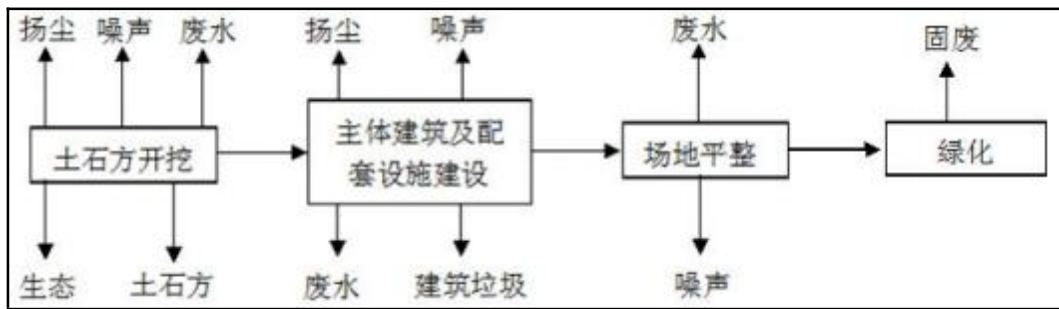 扬尘 噪声 废水 扬尘 噪声 废水 固废
土石方开挖
主体建筑及配
套设施建设
场地平整
绿化
生态 土石方 废水 建筑垃圾 噪声